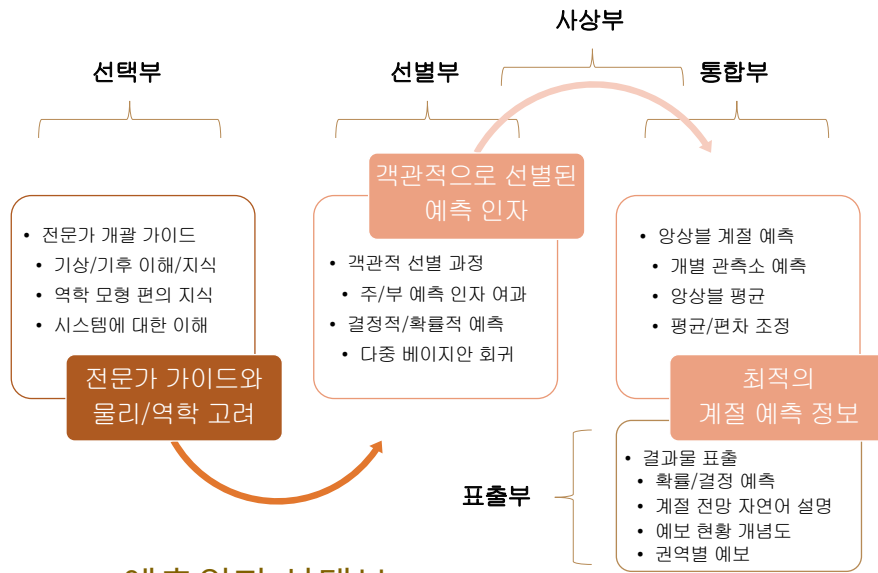 사상부
선택부
선별부
통합부
객관적으로 선별된
예측 인자
• 전문가 개괄 가이드
• 기상/기후 이해/지식
• 역학 모형 편의 지식
• 시스템에 대한 이해
전문가 가이드와
물리/역학 고려
• 객관적 선별 과정
• 주/부 예측 인자 여과
• 결정적/확률적 예측
• 다중 베이지안 회귀
• 앙상블 계절 예측
• 개별 관측소 예측
• 앙상블 평균
• 평균/편차 조정
최적의
계절 예측 정보
표출부
• 결과물 표출
• 확률/결정 예측
• 계절 전망 자연어 설명
• 예보 현황 개념도
• 권역별 예보